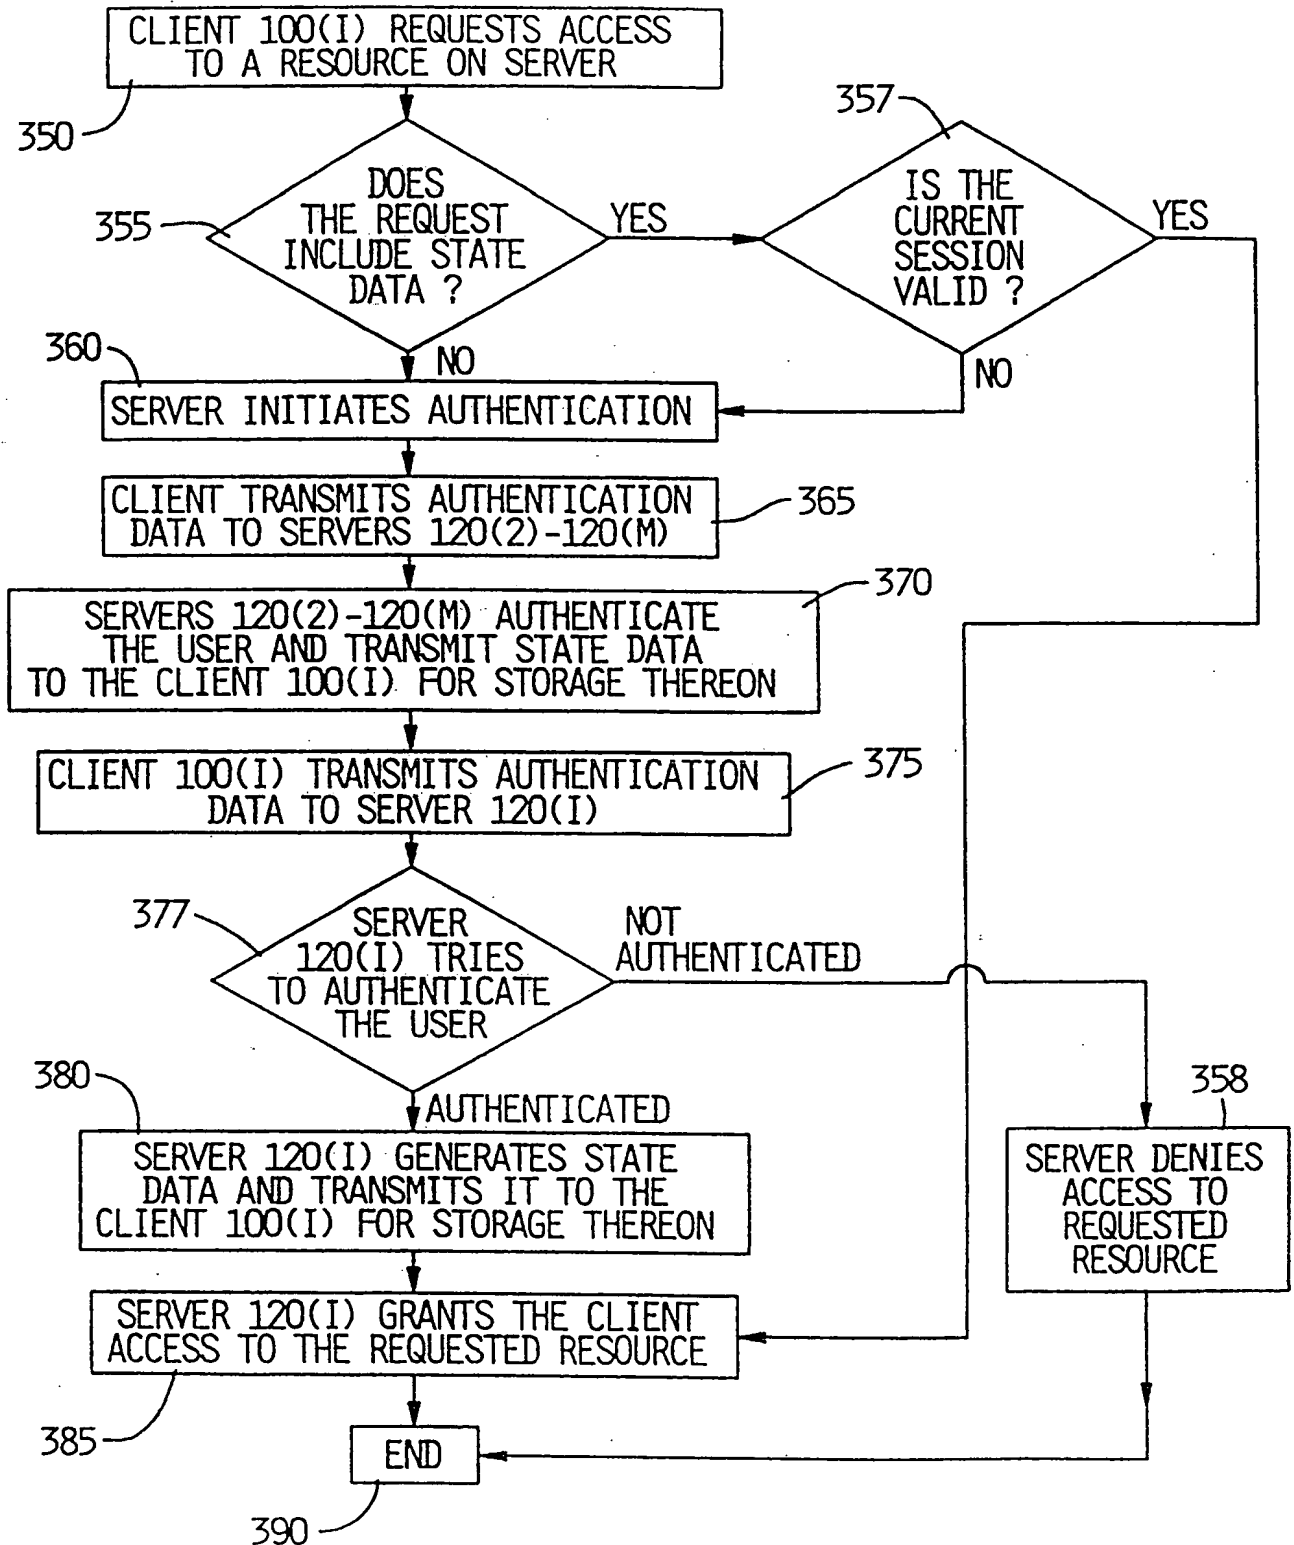 CLIENT 100(I) REQUESTS ACCESS
TO A RESOURCE ON SERVER
350
357
DOES
THE REQUEST
INCLUDE STATE
DATA ?
355
YES
IS THE
CURRENT
SESSION
VALID ?
YES
360
NO
NO
SERVER INITIATES AUTHENTICATION
CLIENT TRANSMITS AUTHENTICATION
DATA TO SERVERS 120(2)-120(M)
365
370
SERVERS 120(2)-120(M) AUTHENTICATE
THE USER AND TRANSMIT STATE DATA
TO THE CLIENT 100(I) FOR STORAGE THEREON
CLIENT 100(I) TRANSMITS AUTHENTICATION
DATA TO SERVER 120(I)
375
377
SERVER
120(I) TRIES
TO AUTHENTICATE
THE USER
NOT
AUTHENTICATED
380
AUTHENTICATED
358
SERVER 120(I) GENERATES STATE
DATA AND TRANSMITS IT TO THE
CLIENT 100(I) FOR STORAGE THEREON
SERVER DENIES
ACCESS TO
REQUESTED
RESOURCE
SERVER 120(I) GRANTS THE CLIENT
ACCESS TO THE REQUESTED RESOURCE
385
END
390